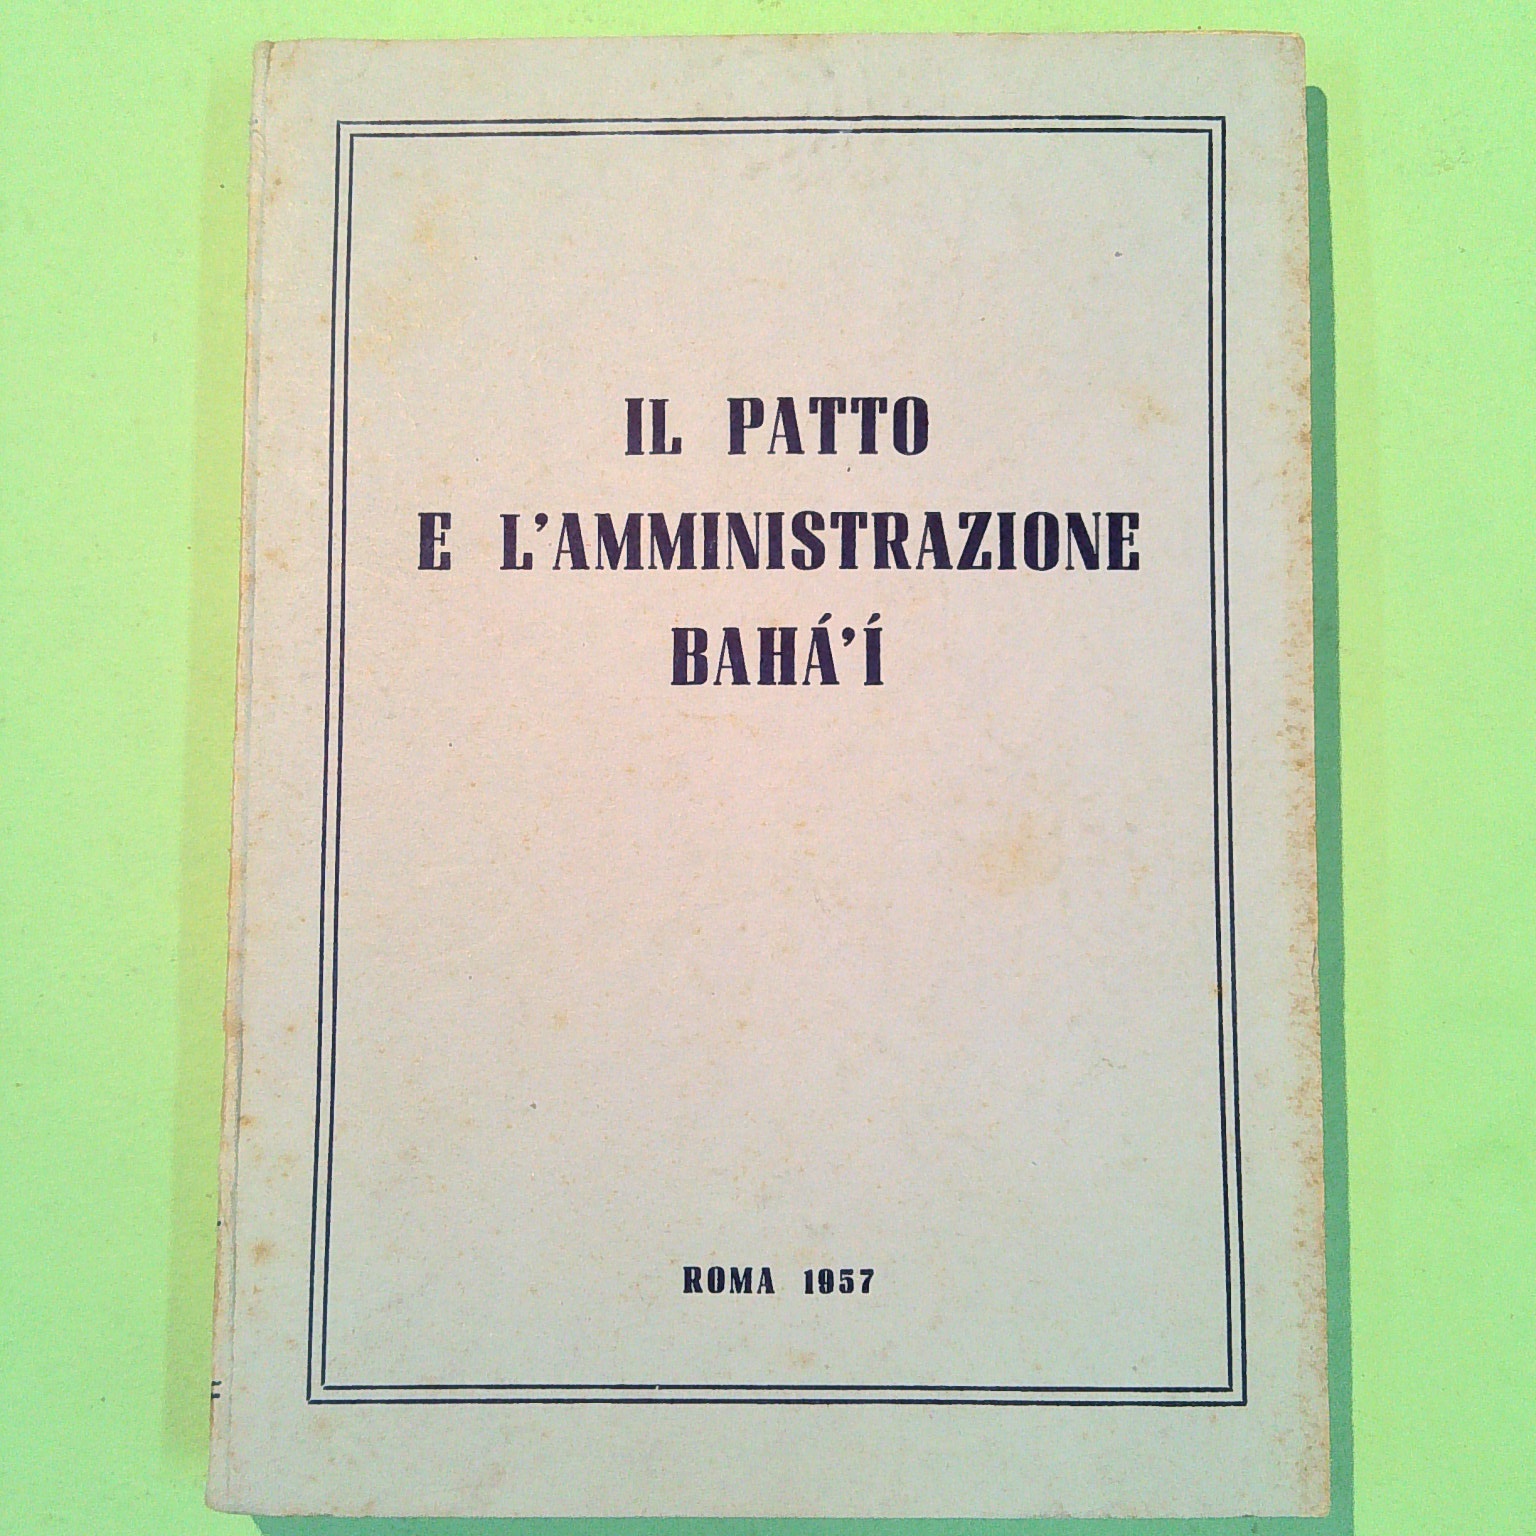 IL PATTO
E L'AMMINISTRAZIONE
BAHÁ'Í
ROMA 1957